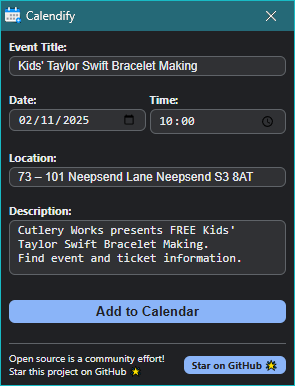 Calendify
Event Title:
Kids' Taylor Swift Bracelet Making
Date:
Time:
02/11/2025
10:00
Location:
73 – 101 Neepsend Lane Neepsend S3 8AT
Description:
Cutlery Works presents FREE Kids'
Taylor Swift Bracelet Making.
Find event and ticket information.
Add to Calendar
Open source is a community effort!
Star this project on GitHub ⭐
Star on GitHub